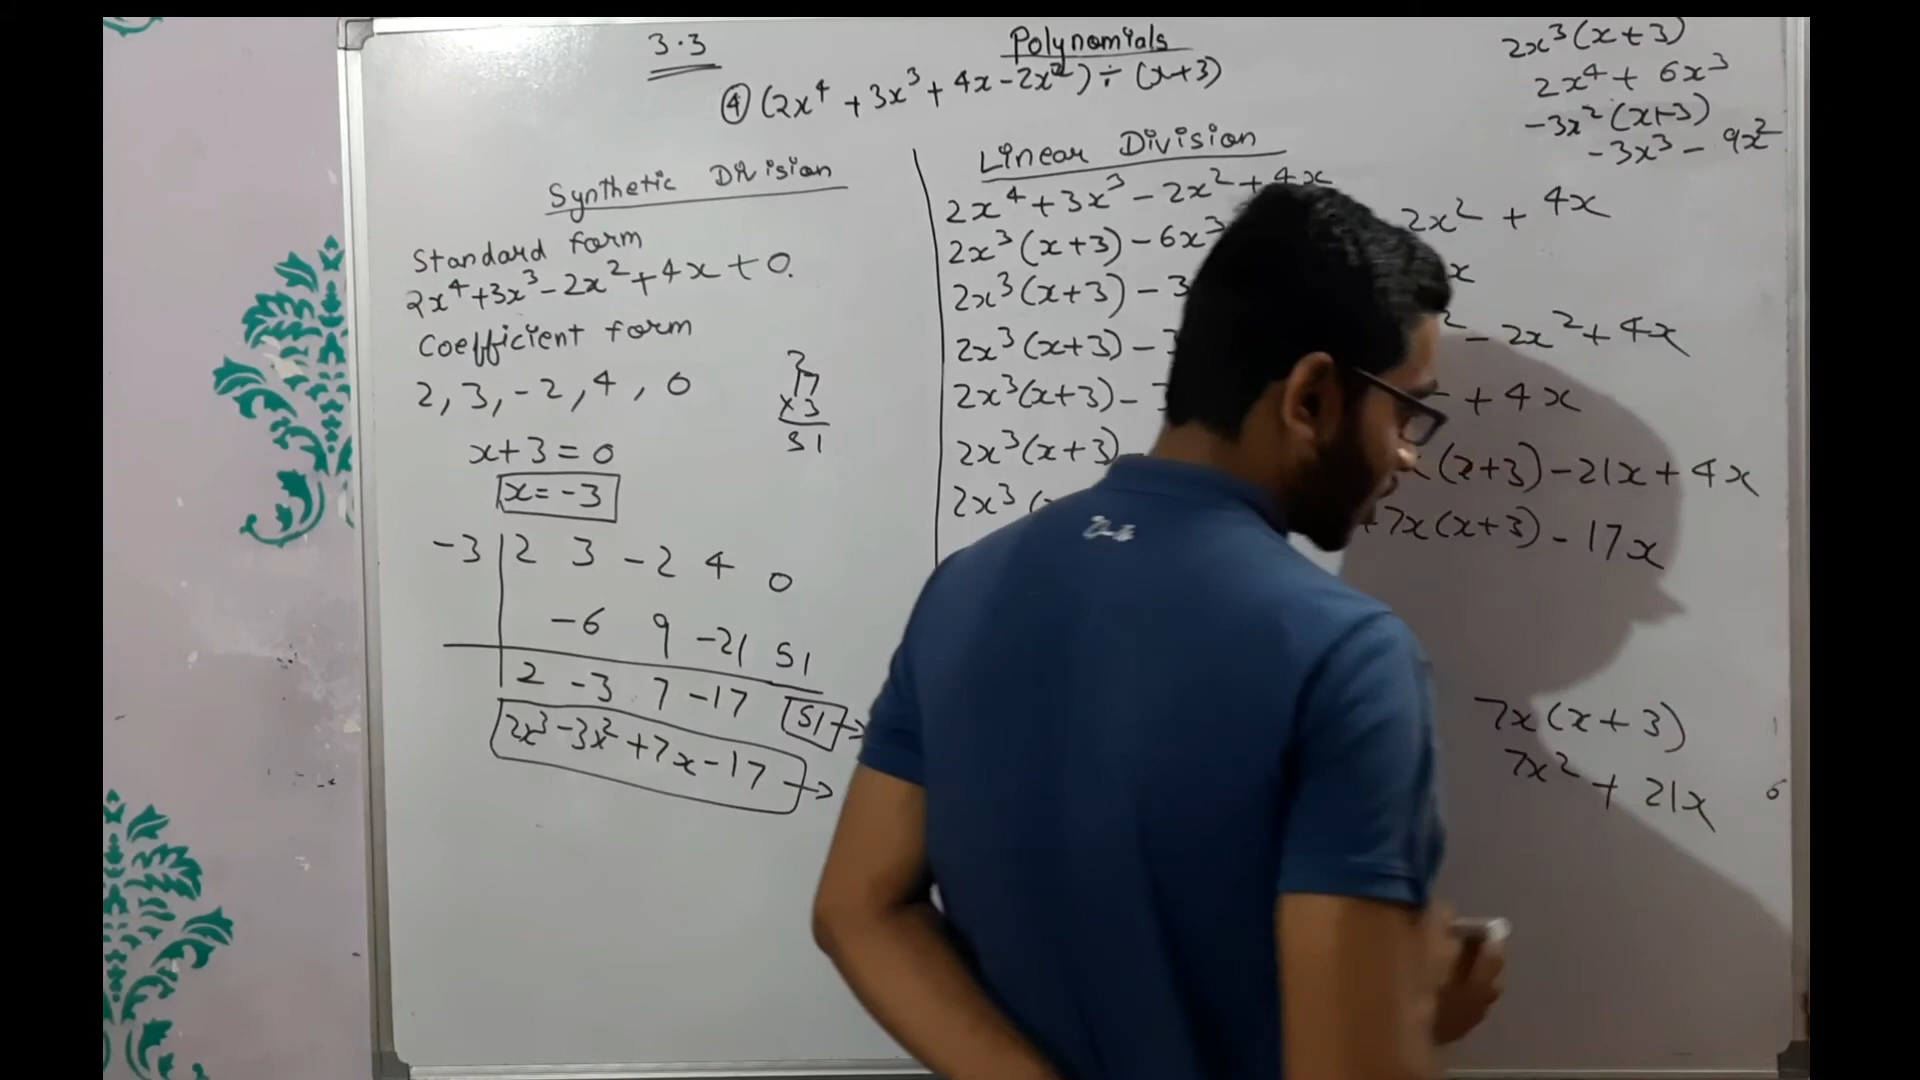 3.3
Polynomials
④ (2x⁴ + 3x³ + 4x - 2x²) ÷ (x+3)
Synthetic Division
Standard form
2x⁴+3x³-2x²+4x+0.
Coefficient form
2, 3, -2, 4, 0
x+3=0
x=-3
17
×3
51
-3 | 2 3 -2 4 0
-6 9 -21 51
2 -3 7 -17 51→
2x³-3x²+7x-17 →
Linear Division
2x⁴+3x³-2x²+4x
2x³(x+3)-6x³ 2x²+4x
2x³(x+3)-3 x
2x³(x+3)- -2x²+4x
2x³(x+3)- +4x
2x³(x+3) (x+3)-21x+4x
2x³( +7x(x+3)-17x
2x³(x+3)
2x⁴+6x³
-3x²(x+3)
-3x³-9x²
7x(x+3)
7x²+21x